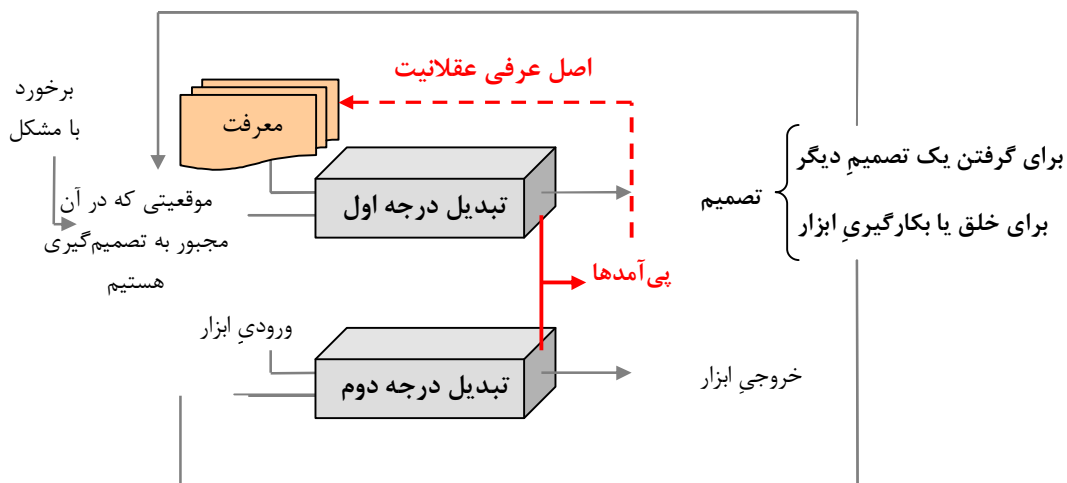 اصل عرفی عقلانیت
برخورد
با مشکل
معرفت
برای گرفتن یک تصمیمِ دیگر
تصمیم
برای خلق یا بکارگیریِ ابزار
موقعیتی که در آن
مجبور به تصمیم‌گیری
هستیم
تبدیل درجه اول
پی‌آمدها
ورودیِ ابزار
تبدیل درجه دوم
خروجیِ ابزار